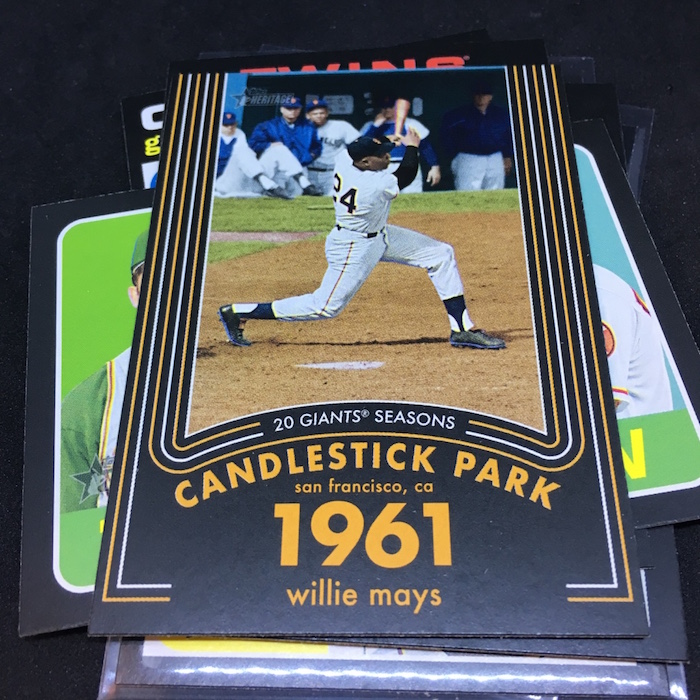 TWINS
HERITAGE
24
20 GIANTS® SEASONS
CANDLESTICK PARK
san francisco, ca
1961
willie mays
N